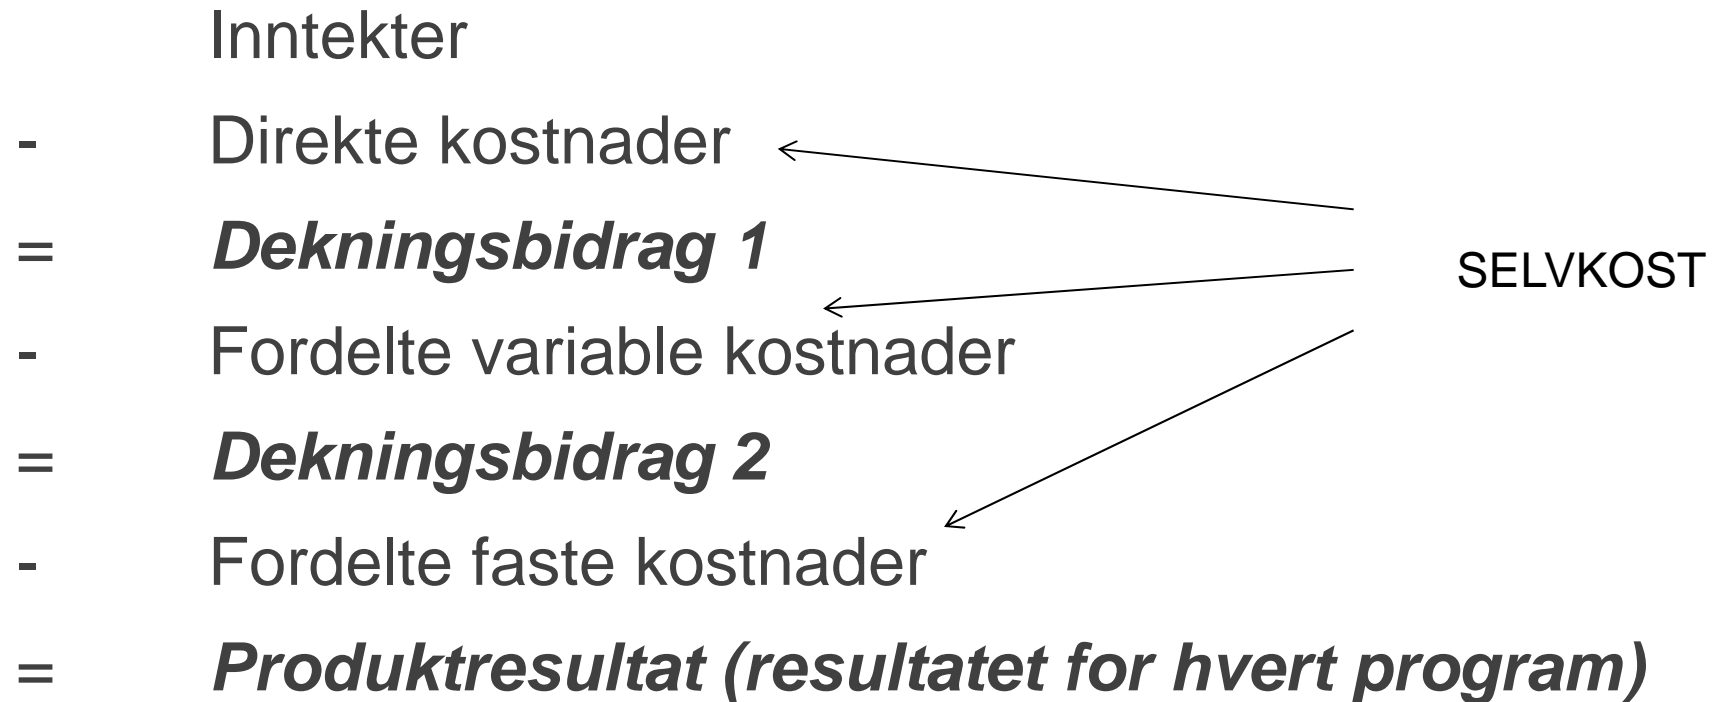 Inntekter
- Direkte kostnader
= Dekningsbidrag 1
SELVKOST
- Fordelte variable kostnader
= Dekningsbidrag 2
- Fordelte faste kostnader
= Produktresultat (resultatet for hvert program)